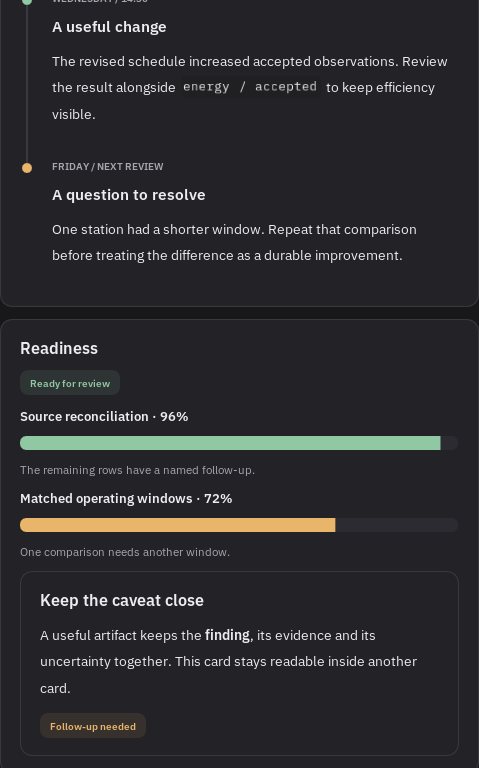 WEDNESDAY / 14:30
A useful change
The revised schedule increased accepted observations. Review
the result alongside energy / accepted to keep efficiency
visible.
FRIDAY / NEXT REVIEW
A question to resolve
One station had a shorter window. Repeat that comparison
before treating the difference as a durable improvement.
Readiness
Ready for review
Source reconciliation · 96%
The remaining rows have a named follow-up.
Matched operating windows · 72%
One comparison needs another window.
Keep the caveat close
A useful artifact keeps the finding, its evidence and its
uncertainty together. This card stays readable inside another
card.
Follow-up needed